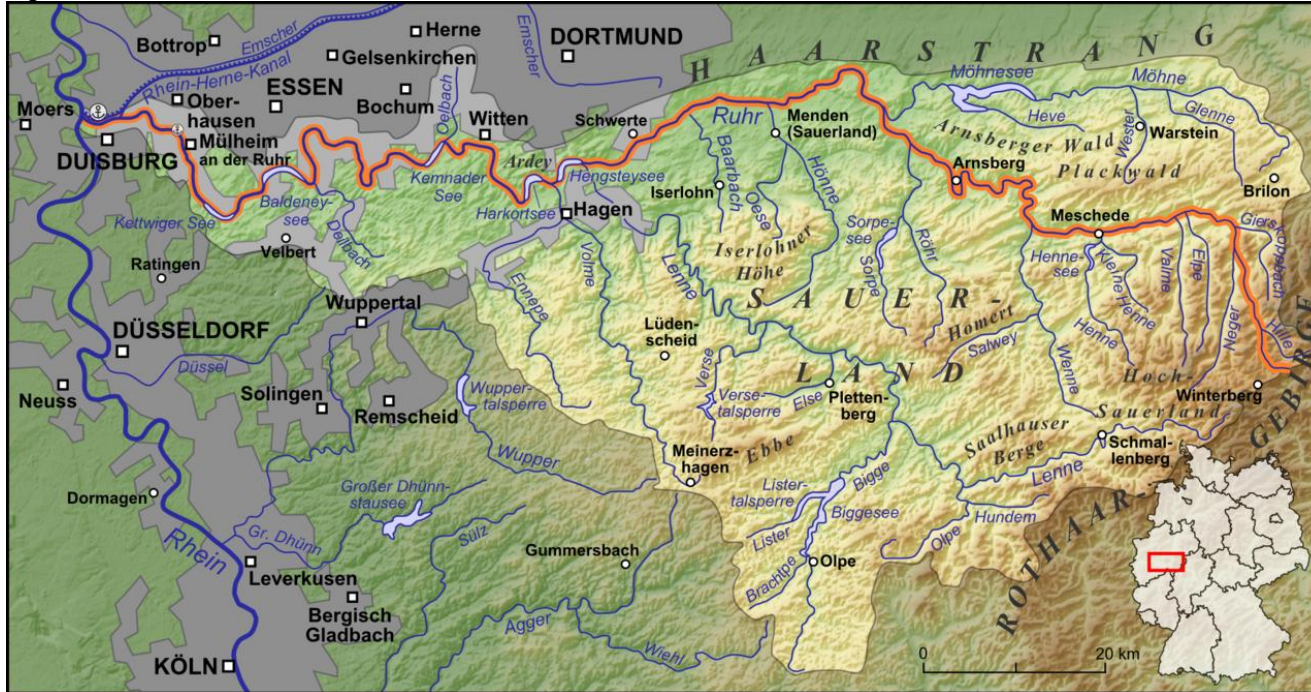 HAARSTRANG
Herne
Bottrop
Emscher
DORTMUND
Gelsenkirchen
Emscher
Möhnesee
Möhne
Rhein-Herne-Kanal
Ober-
hausen
ESSEN
Bochum
Oelbach
Witten
Schwerte
Ruhr
Menden
(Sauerland)
Heve
Glenne
Moers
DUISBURG
Mülheim
an der Ruhr
Ardey
Hengsteysee
Baarbach
Arnsberger Wald
Wester
Warstein
Plackwald
Arnsberg
Kemnader
See
Iserlohn
Oese
Hönne
Brilon
Kettwiger See
Baldeney-
see
Harkortsee
Hagen
Sorpe-
see
Meschede
Gierskoppbach
Velbert
Deilbach
Iserlohner
Höhe
Röhr
Henne-
see
Kleine Henne
Valme
Elpe
Ratingen
Volme
Lenne
Sorpe
Ennepe
Wuppertal
SAUER-
LAND
Homert
Henne
Neger
Hille
DÜSSELDORF
Lüden-
scheid
Salwey
Wenne
Hoch-
Sauerland
Düssel
Verse
Winterberg
Neuss
Solingen
Remscheid
Wupper-
talsperre
Verse-
talsperre
Else
Pletten-
berg
Ebbe
Saalhauser
Berge
Schmal-
lenberg
Meinerz-
hagen
Wupper
Lenne
ROTHAAR-GEBIRGE
Dormagen
Großer Dhünn-
stausee
Lister-
talsperre
Bigge
Biggesee
Hundem
Rhein
Gr. Dhünn
Sülz
Lister
Olpe
Gummersbach
Olpe
Brachtpe
Leverkusen
Bergisch
Gladbach
Agger
Wiehl
KÖLN
0
20 km